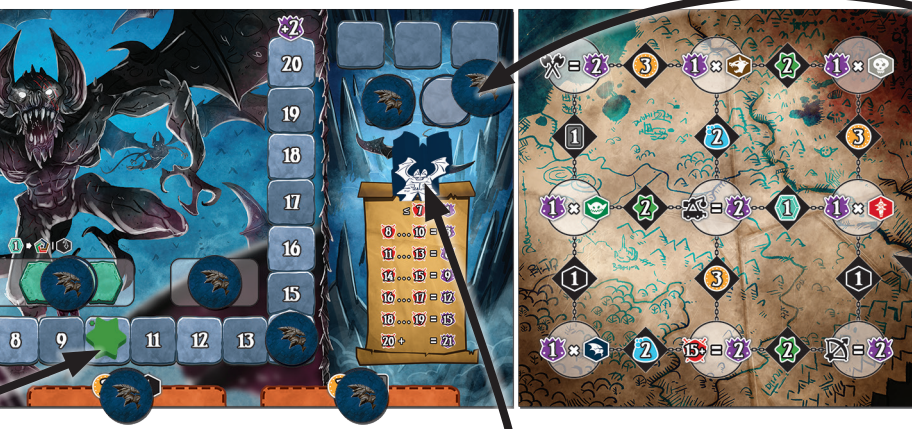 +2
20
19
18
17
16
15
8 9 11 12 13
1
≤ 7
8...10 =
11...13 =
14...15 = 9
16...17 = 12
18...19 = 15
20 + = 21
= 2 3 1 × 2 1 ×
1 2 3
1 × 2 = 2 1 1 ×
1 3 1
1 × 2 15+ = 2 2 = 2